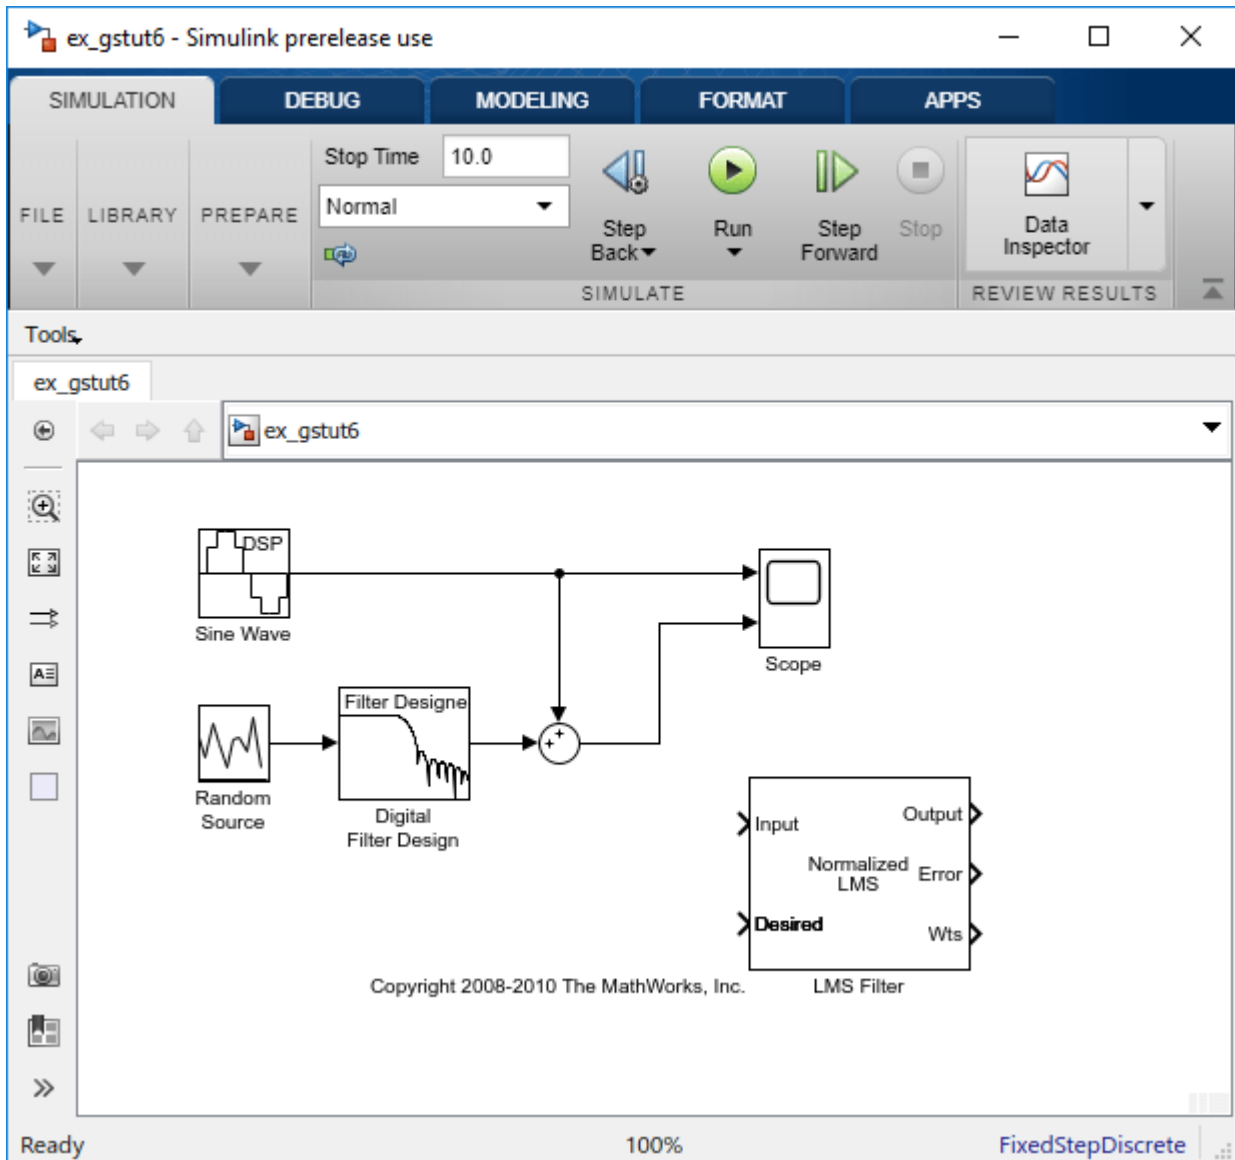 ex_gstut6 - Simulink prerelease use
SIMULATION
DEBUG
MODELING
FORMAT
APPS
FILE
LIBRARY
PREPARE
Stop Time
10.0
Normal
Step
Back
Run
Step
Forward
Stop
SIMULATE
Data
Inspector
REVIEW RESULTS
Tools
ex_gstut6
ex_gstut6
DSP
Sine Wave
Scope
Filter Designe
Random
Source
Digital
Filter Design
Input
Output
Normalized
LMS
Error
Desired
Wts
Copyright 2008-2010 The MathWorks, Inc.
LMS Filter
Ready
100%
FixedStepDiscrete